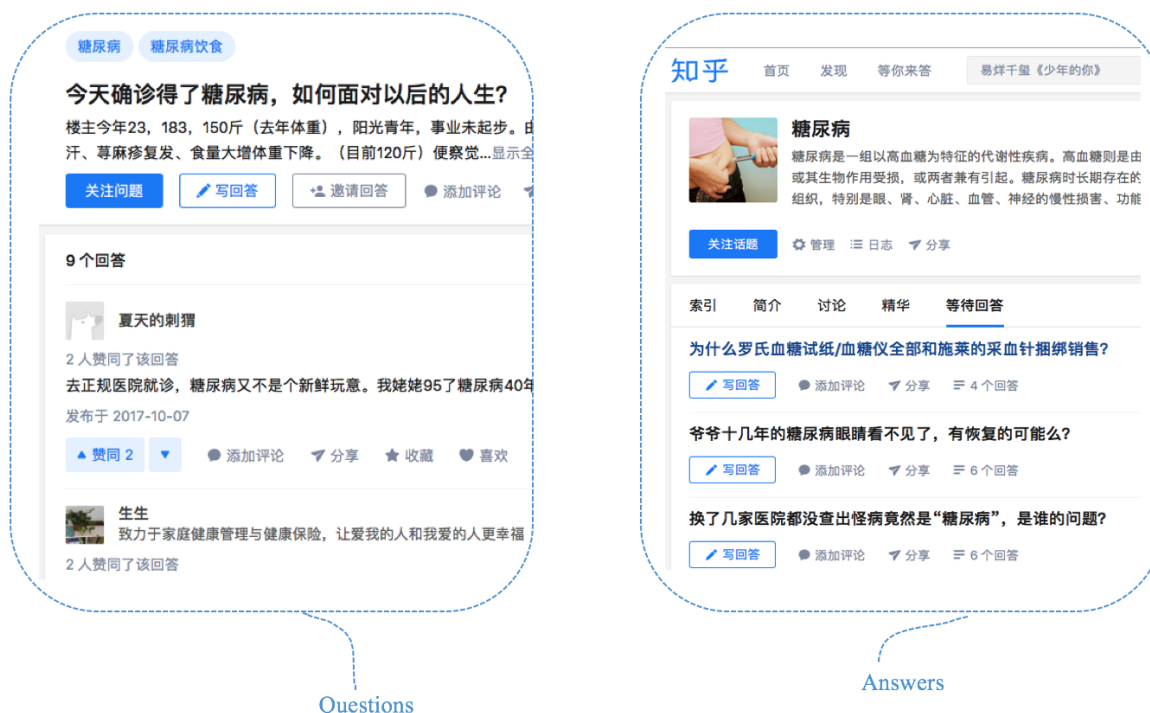 糖尿病 糖尿病饮食
今天确诊得了糖尿病，如何面对以后的人生？
楼主今年23，183，150斤（去年体重），阳光青年，事业未起步。由
汗、荨麻疹复发、食量大增体重下降。（目前120斤）便察觉...显示全
关注问题 写回答 邀请回答 添加评论
9 个回答
夏天的刺猬
2 人赞同了该回答
去正规医院就诊，糖尿病又不是个新鲜玩意。我姥姥95了糖尿病40年
发布于 2017-10-07
赞同 2 添加评论 分享 收藏 喜欢
生生
致力于家庭健康管理与健康保险，让爱我的人和我爱的人更幸福
2 人赞同了该回答
Questions
知乎 首页 发现 等你来答 易烊千玺《少年的你》
糖尿病
糖尿病是一组以高血糖为特征的代谢性疾病。高血糖则是由
或其生物作用受损，或两者兼有引起。糖尿病时长期存在的
组织，特别是眼、肾、心脏、血管、神经的慢性损害、功能
关注话题 管理 日志 分享
索引 简介 讨论 精华 等待回答
为什么罗氏血糖试纸/血糖仪全部和施莱的采血针捆绑销售？
写回答 添加评论 分享 4 个回答
爷爷十几年的糖尿病眼睛看不见了，有恢复的可能么？
写回答 添加评论 分享 6 个回答
换了几家医院都没查出怪病竟然是“糖尿病”，是谁的问题？
写回答 添加评论 分享 6 个回答
Answers